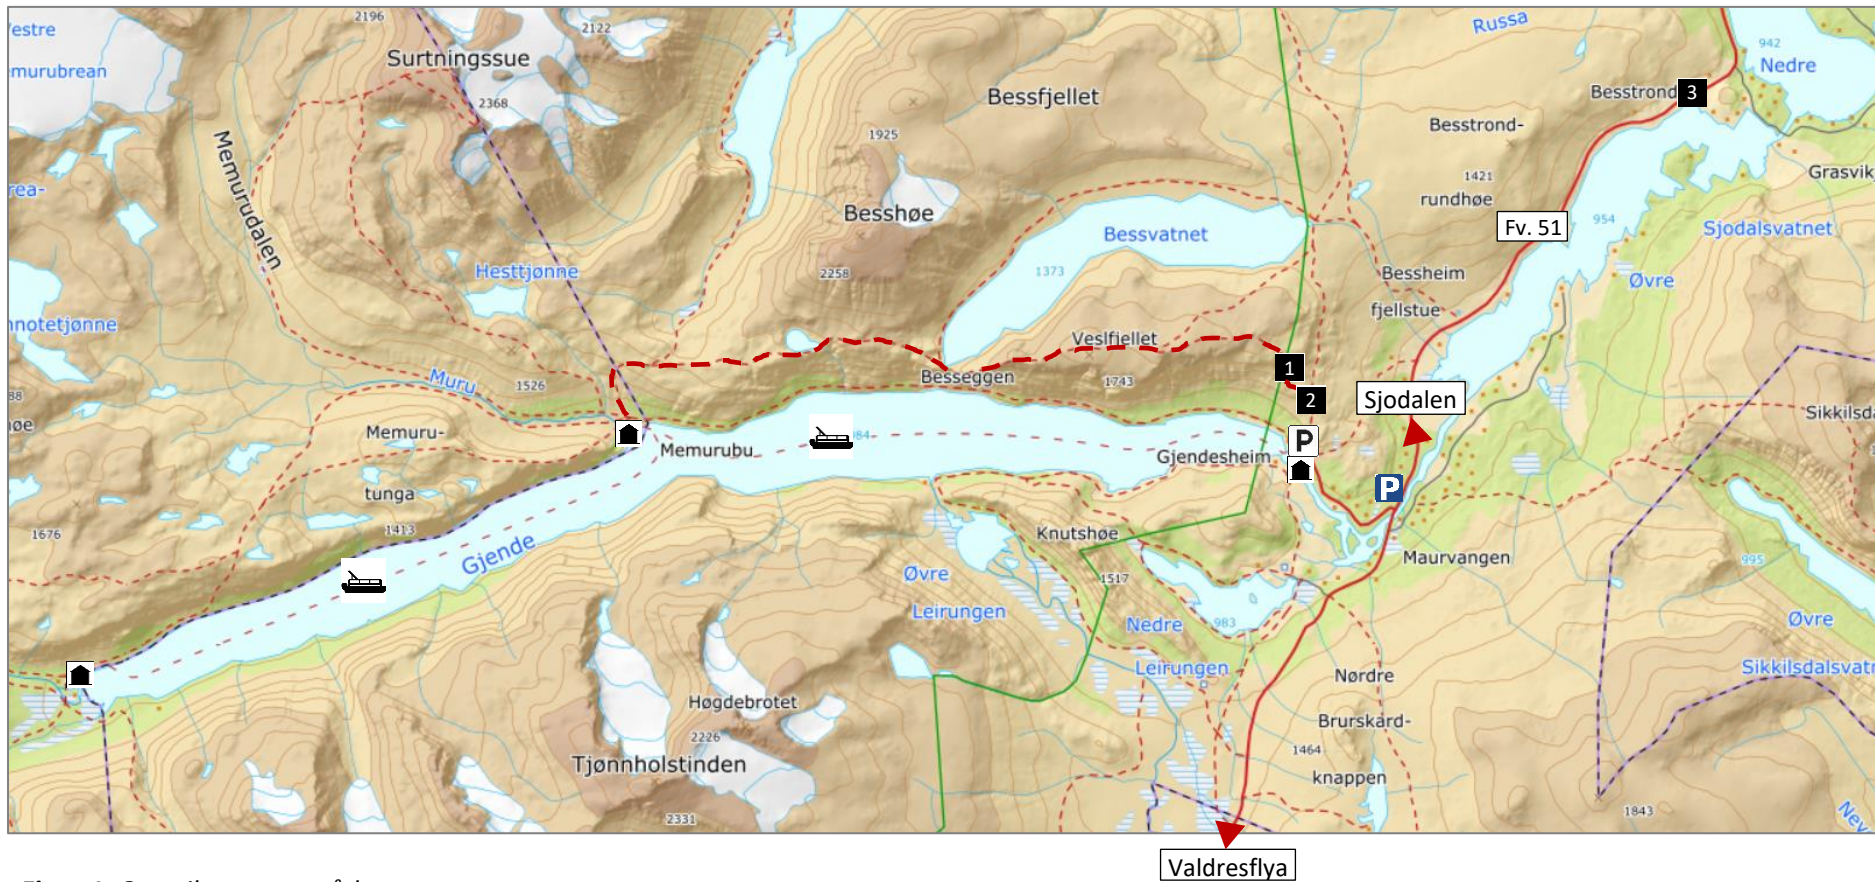 2196
2122
Russa
942
Nedre
Surtningssue
2368
Bessfjellet
Besstrond
3
1925
Besstrond-
1421
rundhøe
Grasvik
Memurudalen
Besshøe
Bessvatnet
Fv. 51
954
Sjodalsvatnet
Hesttjønne
2258
1373
Bessheim
fjellstue
Øvre
Veslfjellet
1
Muru
1526
Besseggen
1743
2
Sjodalen
Memuru-
tunga
Memurubu
984
Gjendesheim
P
P
1676
1413
Gjende
Knutshøe
1517
Maurvangen
995
Øvre
Leirungen
Nedre
Leirungen
983
Øvre
Sikkilsdalsvatn
Nørdre
Brurskard-
knappen
1464
Høgdebrotet
2226
Tjønnholstinden
2331
1843
Valdresflya